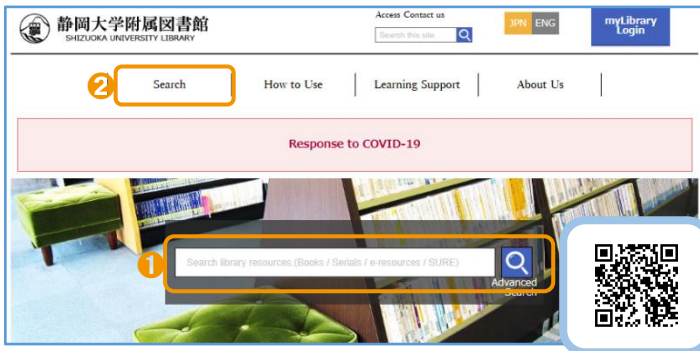 静岡大学附属図書館
SHIZUOKA UNIVERSITY LIBRARY
Access Contact us
Search this site
JPN ENG
myLibrary
Login
2
Search
How to Use
Learning Support
About Us
Response to COVID-19
1
Search library resources (Books / Serials / e-resources / SURE)
Advanced
Search